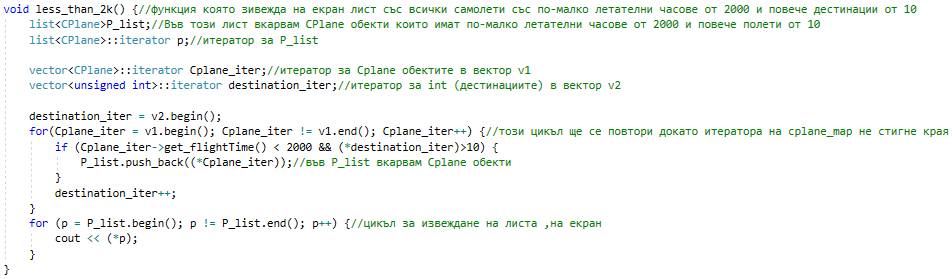 void less_than_2k() {//функция която зивежда на екран лист със всички самолети със по-малко летателни часове от 2000 и повече дестинации от 10
list<CPlane>P_list;//Във този лист вкарвам CPlane обекти които имат по-малко летателни часове от 2000 и повече полети от 10
list<CPlane>::iterator p;//итератор за P_list
vector<CPlane>::iterator Cplane_iter;//итератор за Cplane обектите в вектор v1
vector<unsigned int>::iterator destination_iter;//итератор за int (дестинациите) в вектор v2
destination_iter = v2.begin();
for(Cplane_iter = v1.begin(); Cplane_iter != v1.end(); Cplane_iter++) {//този цикъл ще се повтори докато итератора на cplane_map не стигне края
if (Cplane_iter->get_flightTime() < 2000 && (*destination_iter)>10) {
P_list.push_back((*Cplane_iter));//във P_list вкарвам Cplane обекти
}
destination_iter++;
}
for (p = P_list.begin(); p != P_list.end(); p++) {//цикъл за извеждане на листа ,на екран
cout << (*p);
}
}